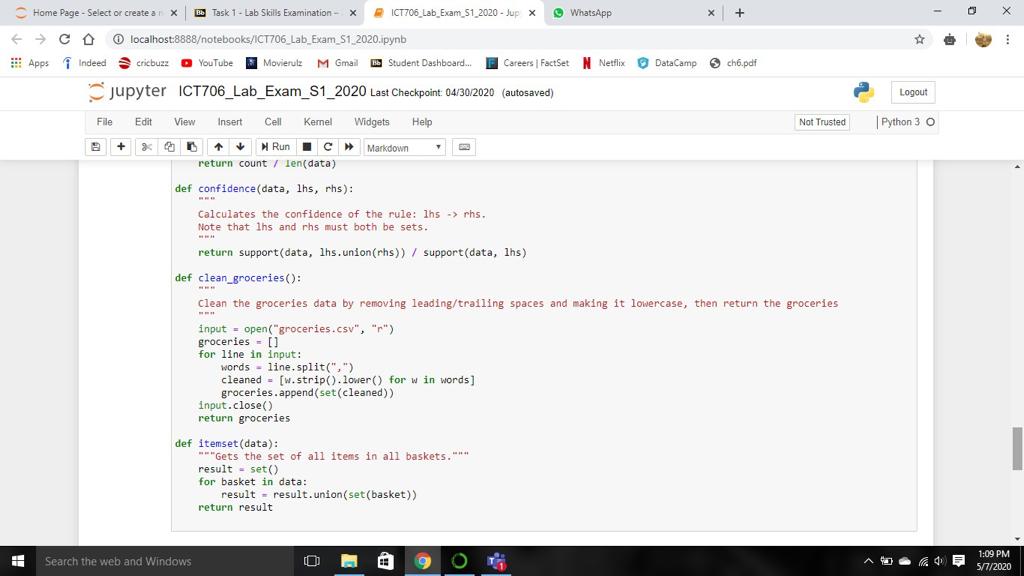 Home Page - Select or create a n
Task 1 - Lab Skills Examination –
ICT706_Lab_Exam_S1_2020 - Jup
WhatsApp
localhost:8888/notebooks/ICT706_Lab_Exam_S1_2020.ipynb
Apps
Indeed
cricbuzz
YouTube
Movierulz
Gmail
Bb Student Dashboard...
Careers | FactSet
Netflix
DataCamp
ch6.pdf
jupyter ICT706_Lab_Exam_S1_2020 Last Checkpoint: 04/30/2020 (autosaved)
Logout
File Edit View Insert Cell Kernel Widgets Help
Not Trusted
Python 3
Run
Markdown
return count / len(data)
def confidence(data, lhs, rhs):
"""
Calculates the confidence of the rule: lhs -> rhs.
Note that lhs and rhs must both be sets.
"""
return support(data, lhs.union(rhs)) / support(data, lhs)
def clean_groceries():
"""
Clean the groceries data by removing leading/trailing spaces and making it lowercase, then return the groceries
"""
input = open("groceries.csv", "r")
groceries = []
for line in input:
words = line.split(",")
cleaned = [w.strip().lower() for w in words]
groceries.append(set(cleaned))
input.close()
return groceries
def itemset(data):
"""Gets the set of all items in all baskets."""
result = set()
for basket in data:
result = result.union(set(basket))
return result
Search the web and Windows
1:09 PM
5/7/2020